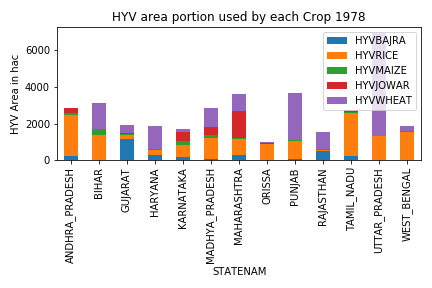 HYV area portion used by each Crop 1978
HYV Area in hac
6000
4000
2000
0
HYVBAJRA
HYVRICE
HYVMAIZE
HYVJOWAR
HYVWHEAT
ANDHRA_PRADESH
BIHAR
GUJARAT
HARYANA
KARNATAKA
MADHYA_PRADESH
MAHARASHTRA
ORISSA
PUNJAB
RAJASTHAN
TAMIL_NADU
UTTAR_PRADESH
WEST_BENGAL
STATENAM